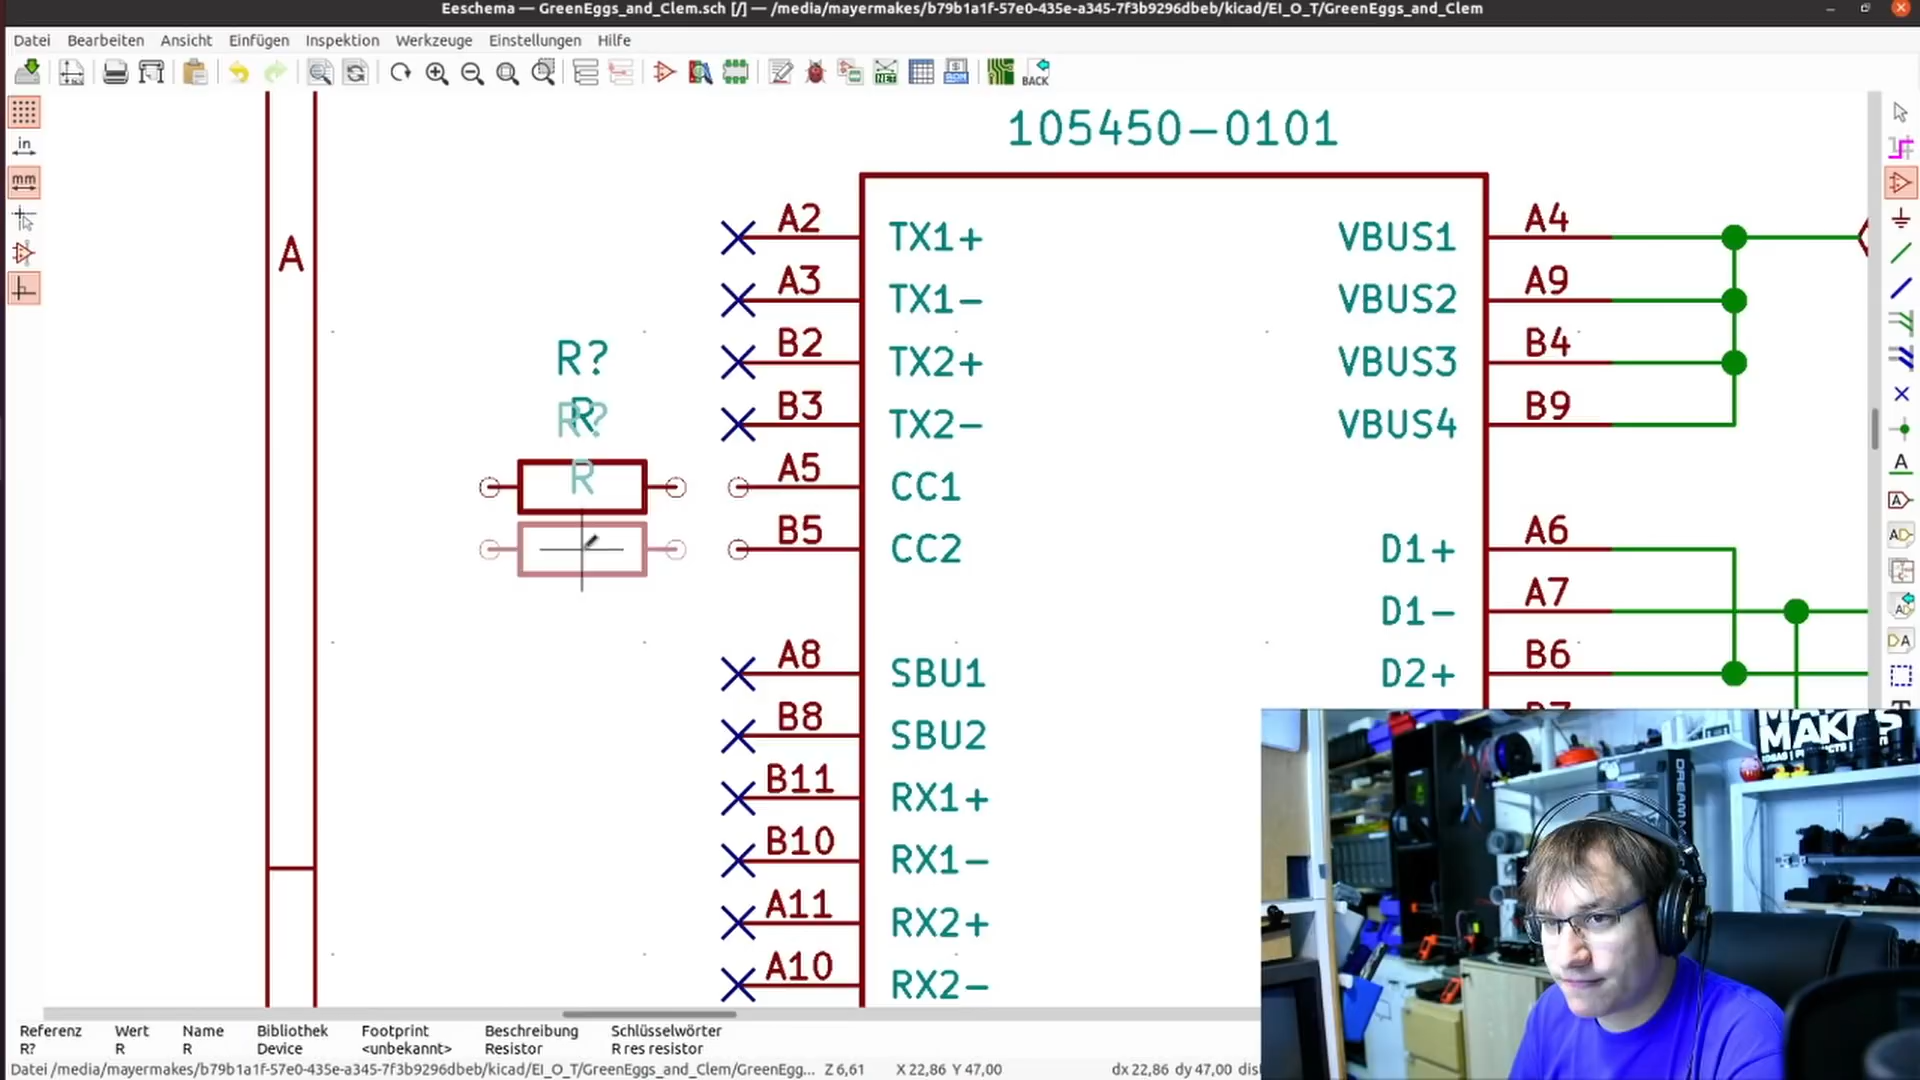 Eeschema — GreenEggs_and_Clem.sch [/] — /media/mayermakes/b79b1a1f-57e0-435e-a345-7f3b9296dbeb/kicad/EI_O_T/GreenEggs_and_Clem
Datei Bearbeiten Ansicht Einfügen Inspektion Platzieren Werkzeuge Einstellungen Hilfe
BACK
in
mm
105450-0101
A
A2 TX1+ VBUS1 A4
A3 TX1- VBUS2 A9
B2 TX2+ VBUS3 B4
B3 TX2- VBUS4 B9
R?
R
R?
R
A5 CC1
B5 CC2 D1+ A6
D1- A7
A8 SBU1 D2+ B6
B8 SBU2
B11 RX1+
B10 RX1-
A11 RX2+
A10 RX2-
MAKES
DREAM
Referenz Wert Name Bibliothek Footprint Beschreibung Schlüsselwörter
R? R R Device <unbekannt> Resistor R res resistor
Datei /media/mayermakes/b79b1a1f-57e0-435e-a345-7f3b9296dbeb/kicad/EI_O_T/GreenEggs_and_Clem/GreenEgg... Z 6,61 X 22,86 Y 47,00 dx 22,86 dy 47,00